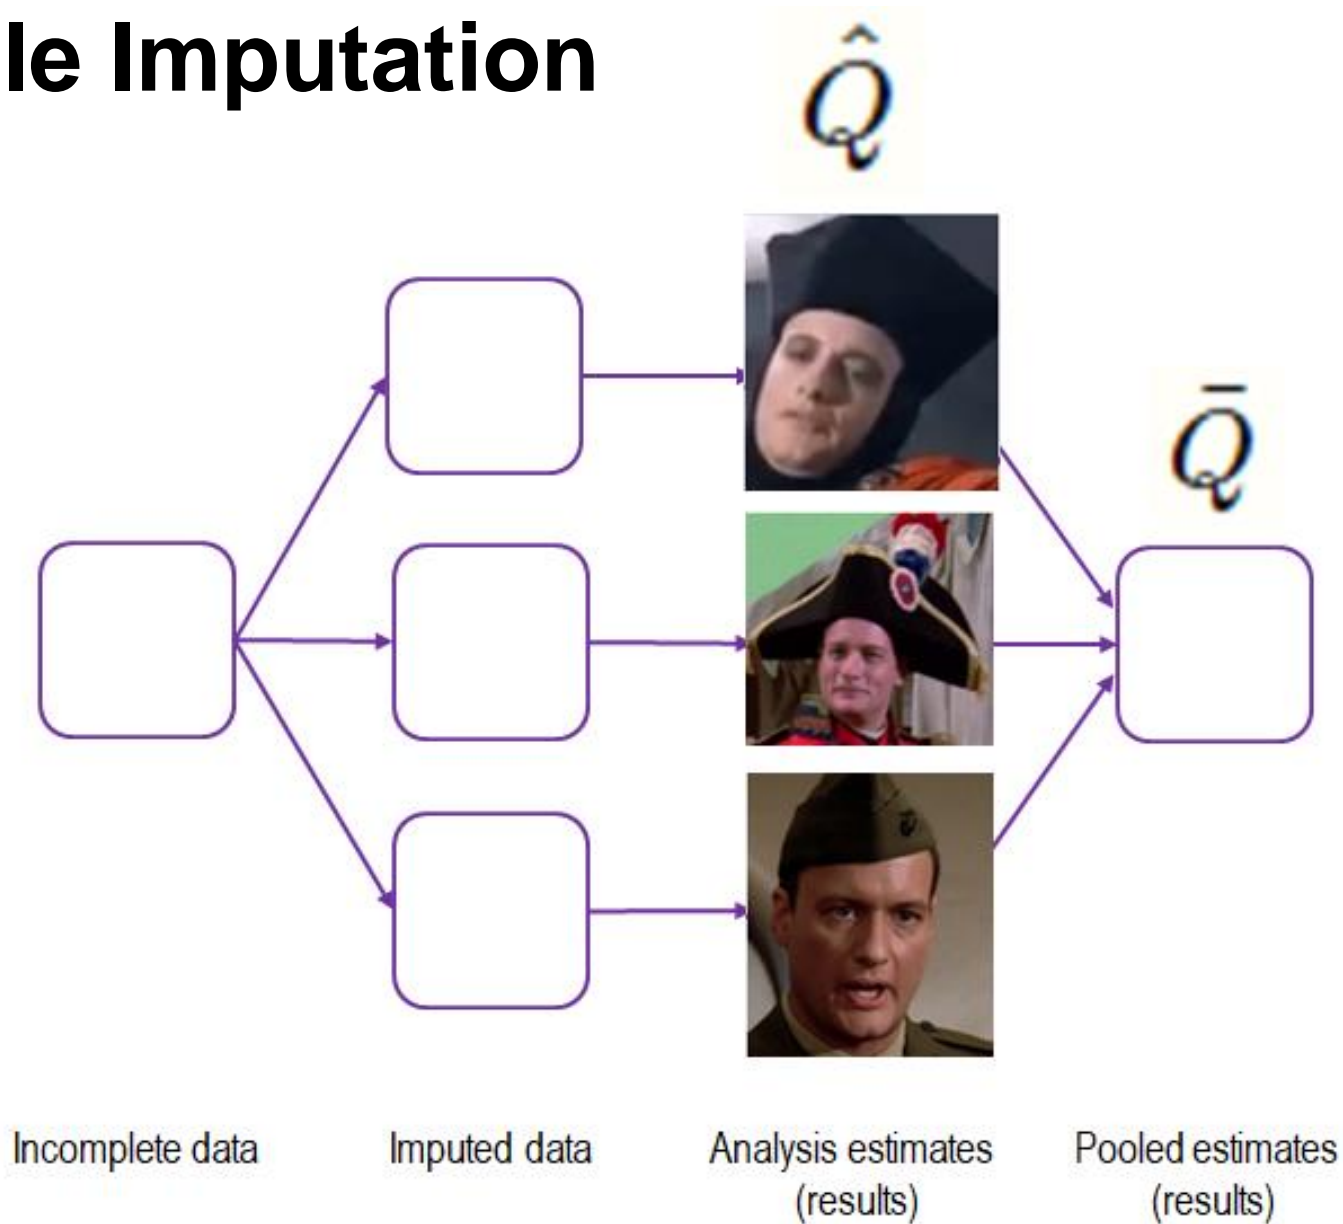 le Imputation
Q̂
Q̄
Incomplete data
Imputed data
Analysis estimates
(results)
Pooled estimates
(results)